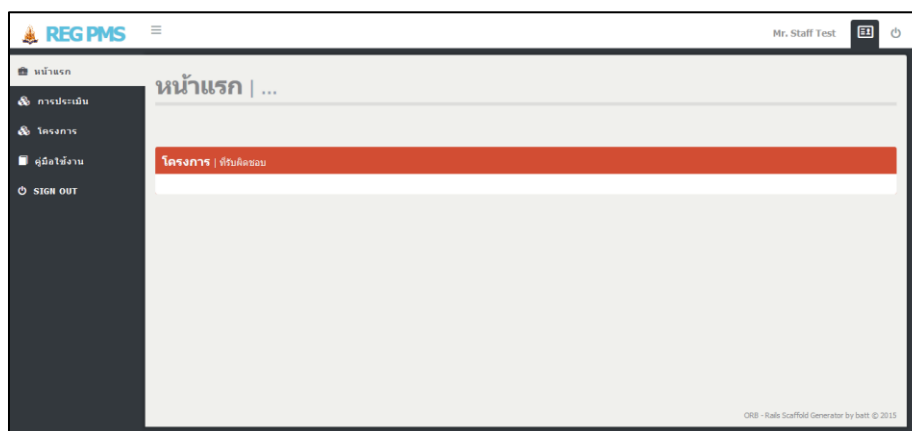 REG PMS
Mr. Staff Test
หน้าแรก
การประเมิน
โครงการ
คู่มือใช้งาน
SIGN OUT
หน้าแรก | ...
โครงการ | ที่รับผิดชอบ
ORB - Rails Scaffold Generator by batt © 2015